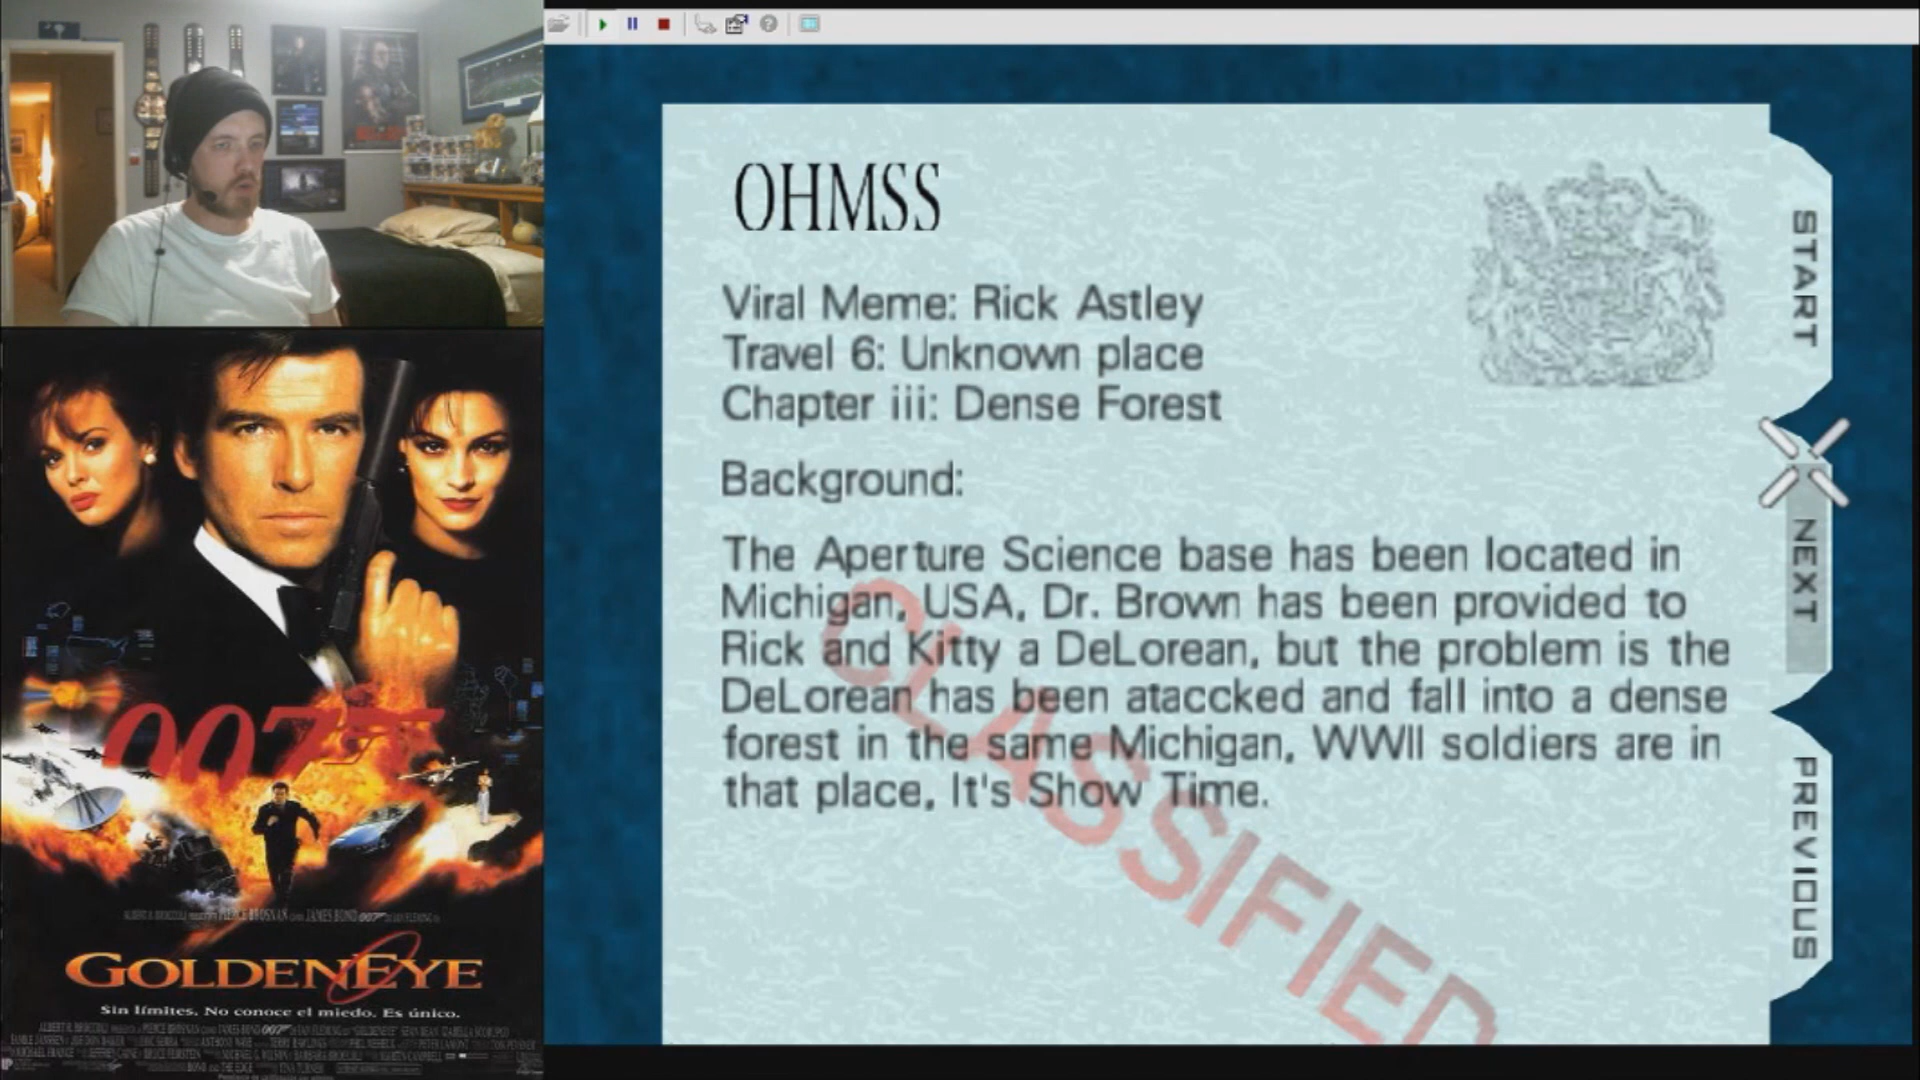 OHMSS
Viral Meme: Rick Astley
Travel 6: Unknown place
Chapter iii: Dense Forest
Background:
The Aperture Science base has been located in
Michigan, USA, Dr. Brown has been provided to
Rick and Kitty a DeLorean, but the problem is the
DeLorean has been ataccked and fall into a dense
forest in the same Michigan, WWII soldiers are in
that place, It's Show Time.
CLASSIFIED
START
NEXT
PREVIOUS
007
GOLDENEYE
Sin límites. No conoce el miedo. Es único.